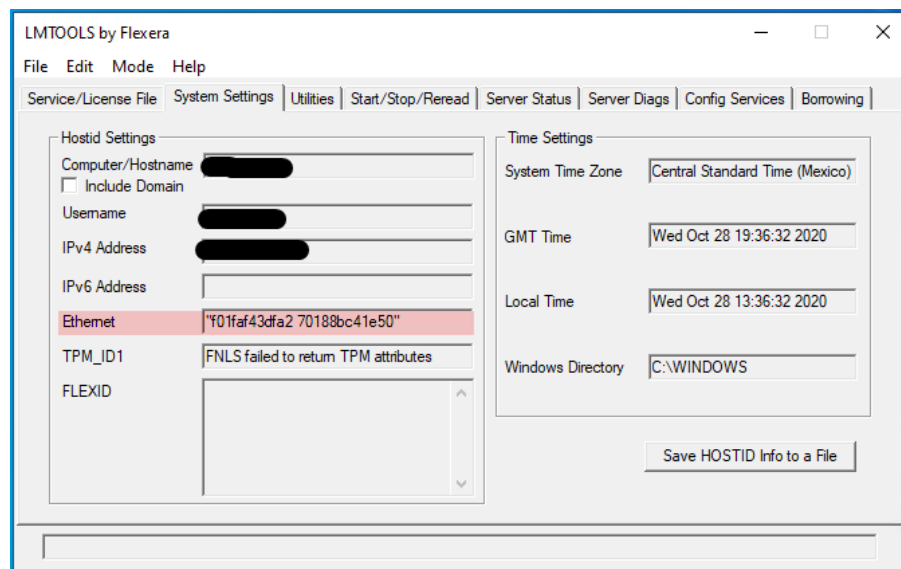 LMTOOLS by Flexera
File Edit Mode Help
Service/License File System Settings Utilities Start/Stop/Reread Server Status Server Diags Config Services Borrowing
Hostid Settings
Computer/Hostname
Include Domain
Username
IPv4 Address
IPv6 Address
Ethernet "f01faf43dfa2 70188bc41e50"
TPM_ID1 FNLS failed to return TPM attributes
FLEXID
Time Settings
System Time Zone Central Standard Time (Mexico)
GMT Time Wed Oct 28 19:36:32 2020
Local Time Wed Oct 28 13:36:32 2020
Windows Directory C:\WINDOWS
Save HOSTID Info to a File